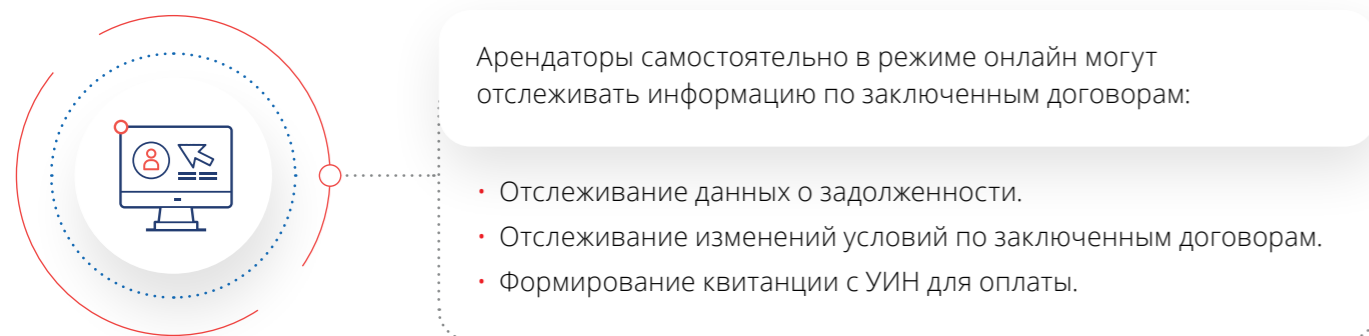 Арендаторы самостоятельно в режиме онлайн могут
отслеживать информацию по заключенным договорам:
• Отслеживание данных о задолженности.
• Отслеживание изменений условий по заключенным договорам.
• Формирование квитанции с УИН для оплаты.